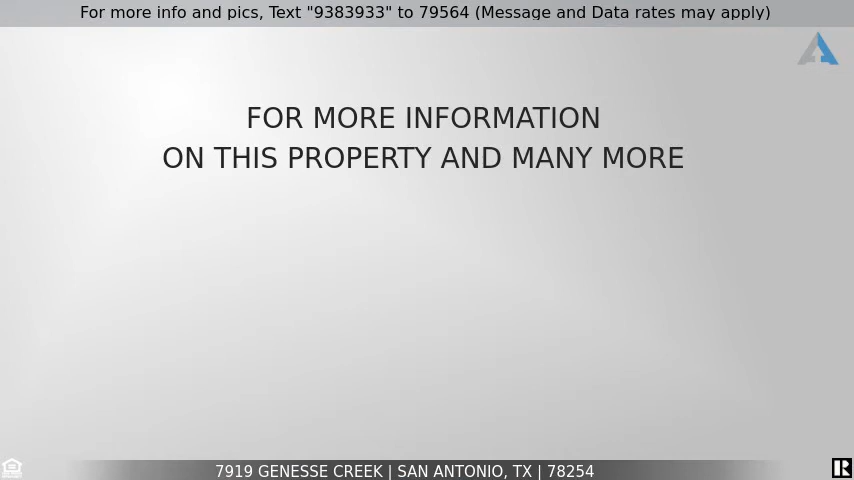 For more info and pics, Text "9383933" to 79564 (Message and Data rates may apply)
FOR MORE INFORMATION
ON THIS PROPERTY AND MANY MORE
7919 GENESSE CREEK | SAN ANTONIO, TX | 78254